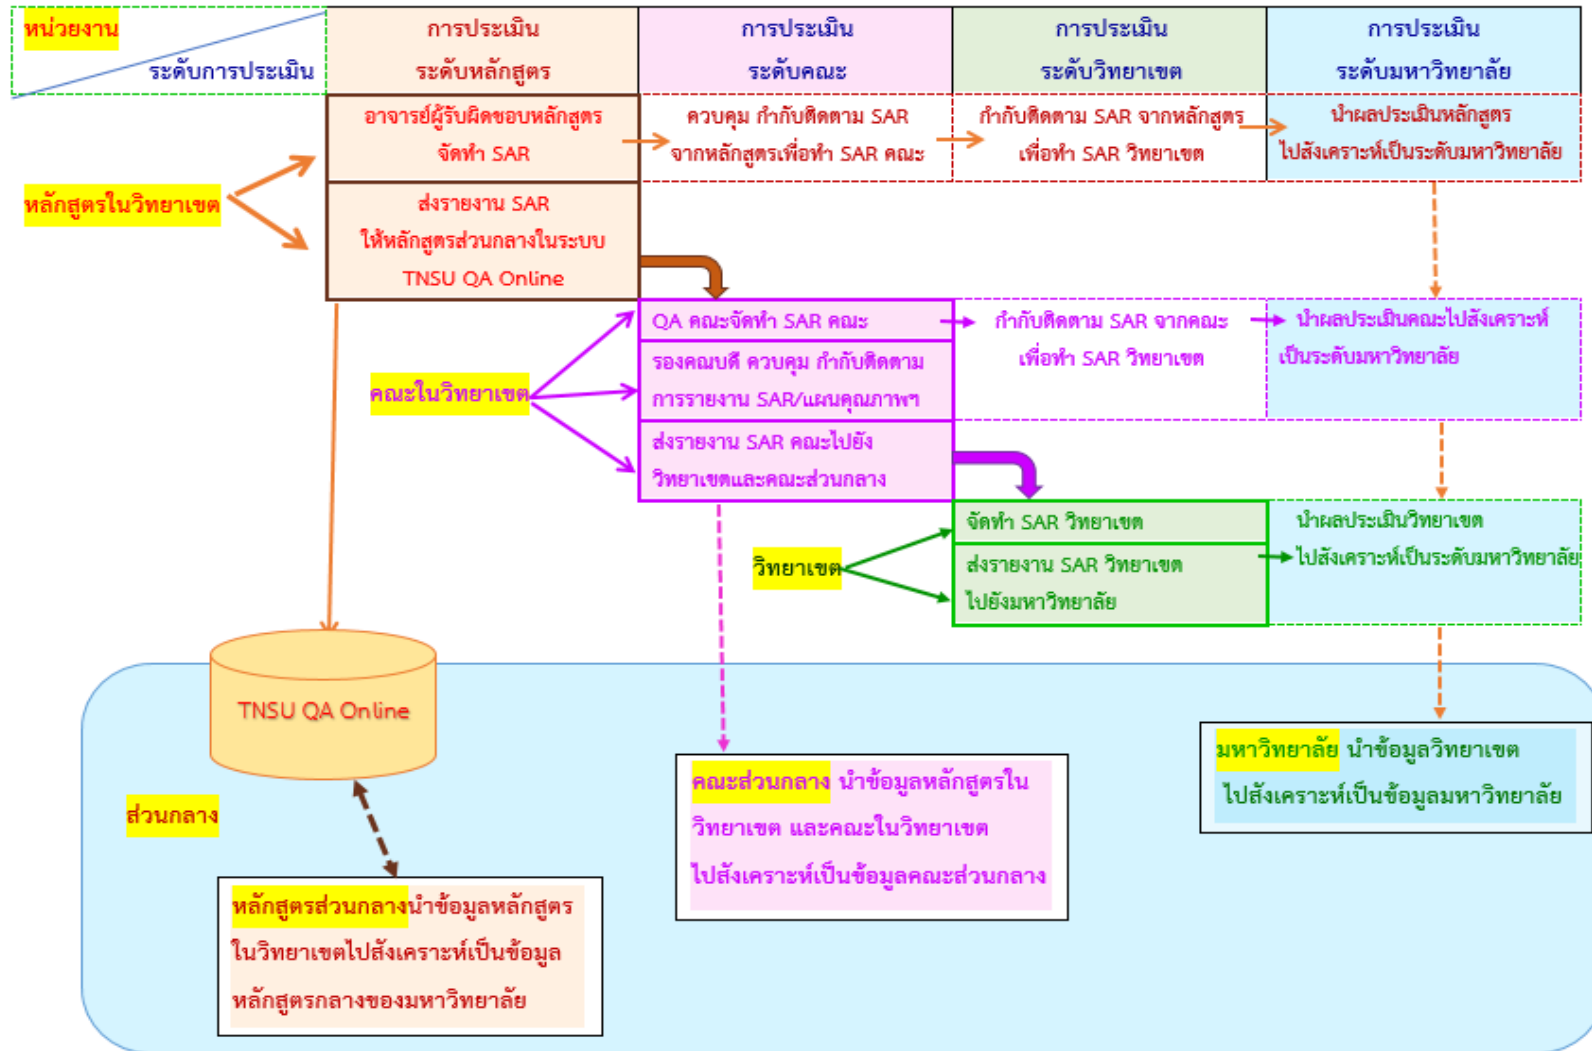 หน่วยงาน
ระดับการประเมิน
การประเมิน
ระดับหลักสูตร
การประเมิน
ระดับคณะ
การประเมิน
ระดับวิทยาเขต
การประเมิน
ระดับมหาวิทยาลัย
หลักสูตรในวิทยาเขต
อาจารย์ผู้รับผิดชอบหลักสูตร
จัดทำ SAR
ควบคุม กำกับติดตาม SAR
จากหลักสูตรเพื่อทำ SAR คณะ
กำกับติดตาม SAR จากหลักสูตร
เพื่อทำ SAR วิทยาเขต
นำผลประเมินหลักสูตร
ไปสังเคราะห์เป็นระดับมหาวิทยาลัย
ส่งรายงาน SAR
ให้หลักสูตรส่วนกลางในระบบ
TNSU QA Online
คณะในวิทยาเขต
QA คณะจัดทำ SAR คณะ
กำกับติดตาม SAR จากคณะ
เพื่อทำ SAR วิทยาเขต
นำผลประเมินคณะไปสังเคราะห์
เป็นระดับมหาวิทยาลัย
รองคณบดี ควบคุม กำกับติดตาม
การรายงาน SAR/แผนคุณภาพฯ
ส่งรายงาน SAR คณะไปยัง
วิทยาเขตและคณะส่วนกลาง
วิทยาเขต
จัดทำ SAR วิทยาเขต
ส่งรายงาน SAR วิทยาเขต
ไปยังมหาวิทยาลัย
นำผลประเมินวิทยาเขต
ไปสังเคราะห์เป็นระดับมหาวิทยาลัย
TNSU QA Online
ส่วนกลาง
หลักสูตรส่วนกลางนำข้อมูลหลักสูตร
ในวิทยาเขตไปสังเคราะห์เป็นข้อมูล
หลักสูตรกลางของมหาวิทยาลัย
คณะส่วนกลาง นำข้อมูลหลักสูตรใน
วิทยาเขต และคณะในวิทยาเขต
ไปสังเคราะห์เป็นข้อมูลคณะส่วนกลาง
มหาวิทยาลัย นำข้อมูลวิทยาเขต
ไปสังเคราะห์เป็นข้อมูลมหาวิทยาลัย